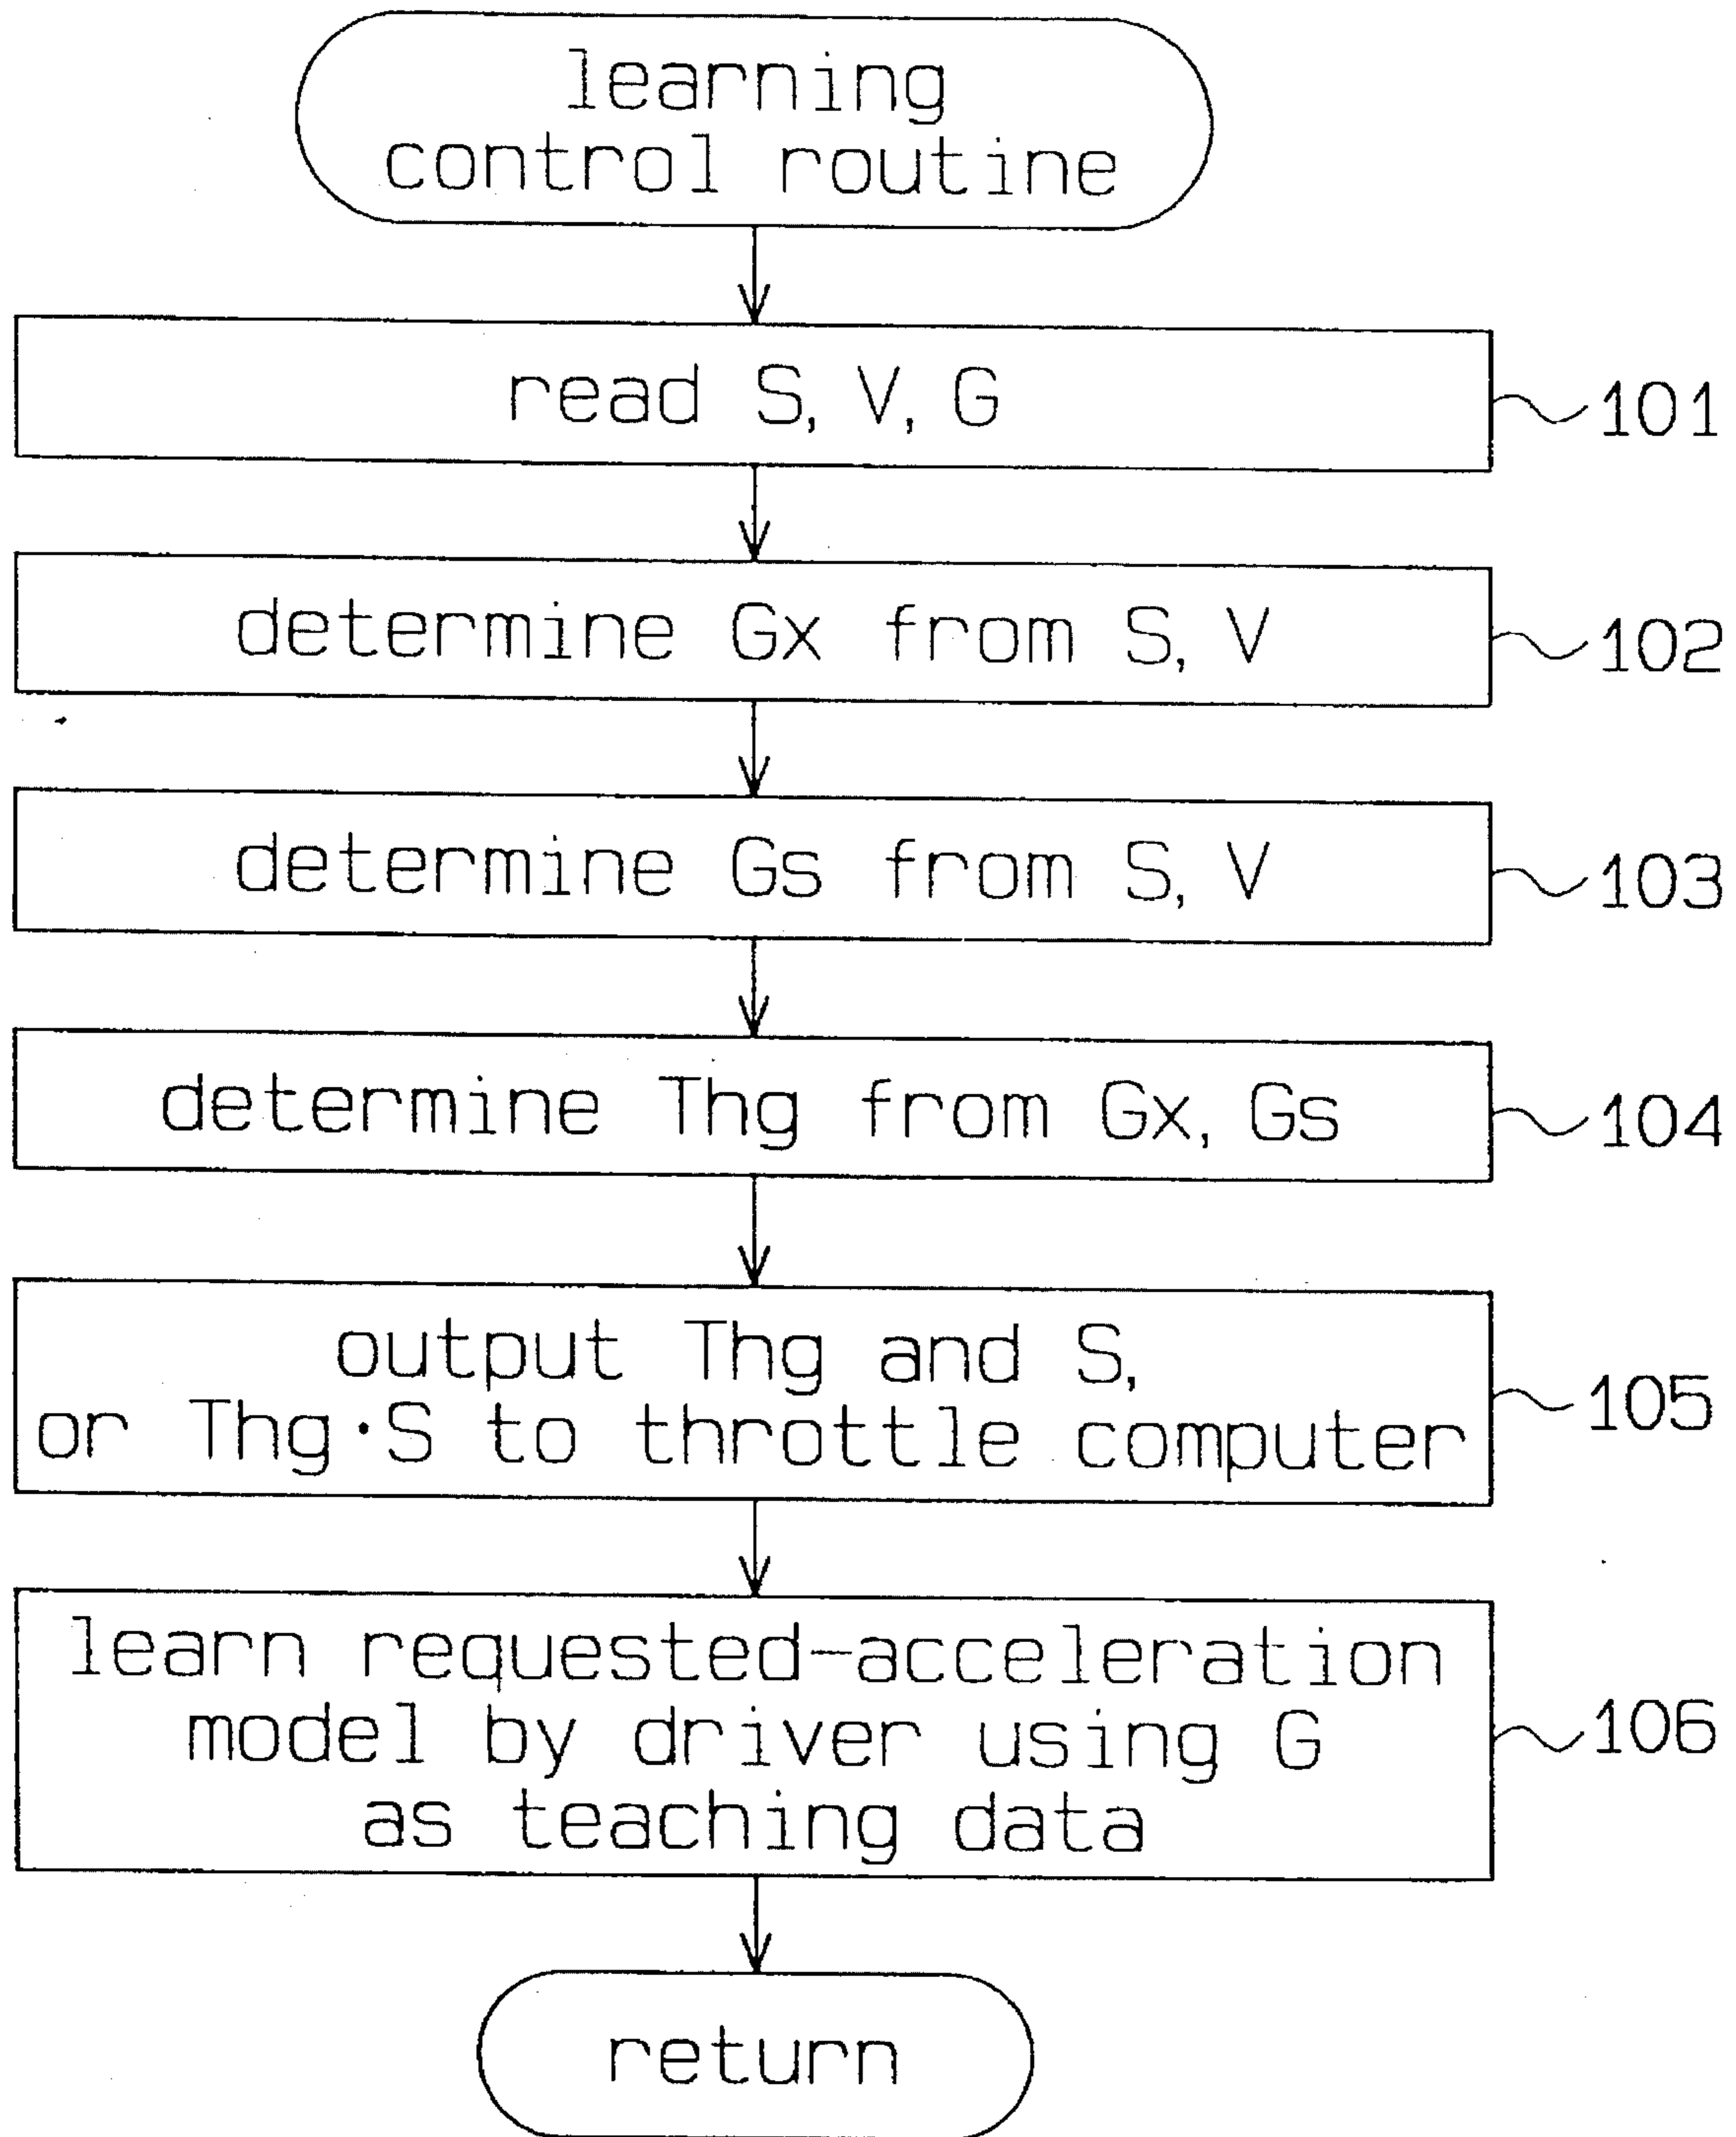 learning
control routine
read S, V, G
101
determine Gx from S, V
102
determine Gs from S, V
103
determine Thg from Gx, Gs
104
output Thg and S,
or Thg·S to throttle computer
105
learn requested-acceleration
model by driver using G
as teaching data
106
return